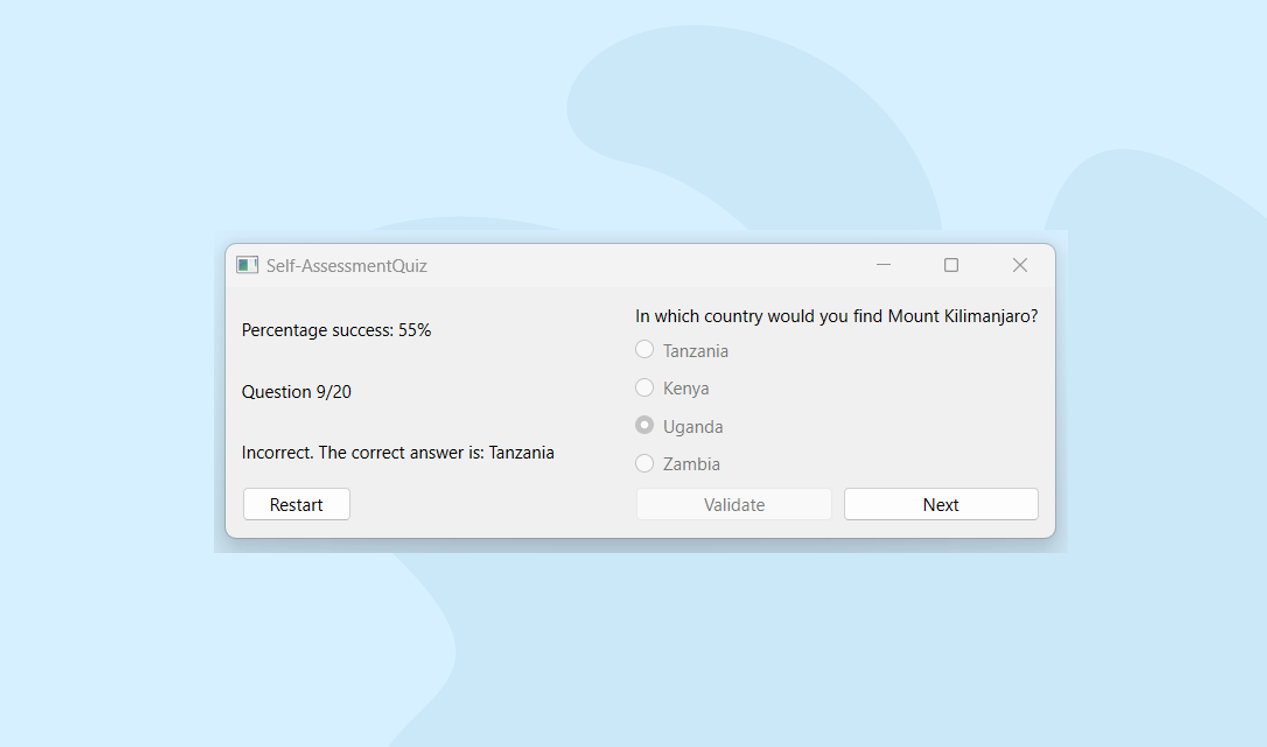 Self-AssessmentQuiz
Percentage success: 55%
Question 9/20
Incorrect. The correct answer is: Tanzania
Restart
In which country would you find Mount Kilimanjaro?
Tanzania
Kenya
Uganda
Zambia
Validate
Next